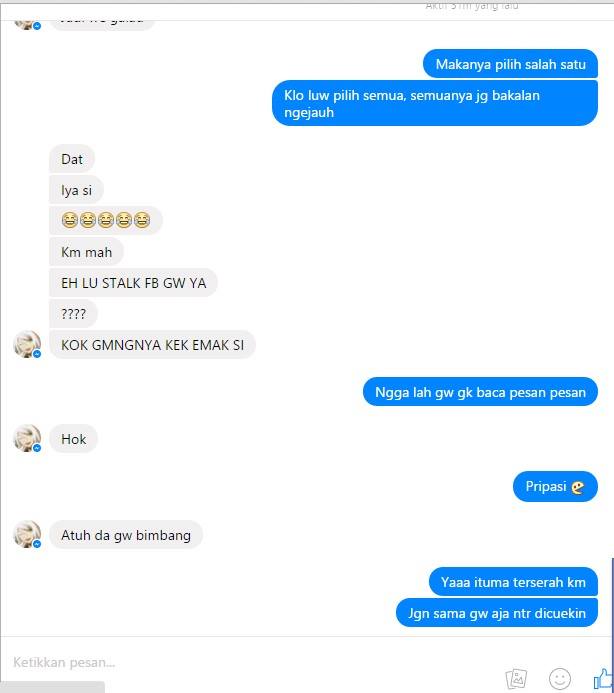 Aktif 51m yang lalu
Makanya pilih salah satu
Klo luw pilih semua, semuanya jg bakalan
ngejauh
Dat
Iya si
😂😂😂😂😂
Km mah
EH LU STALK FB GW YA
????
KOK GMNGNYA KEK EMAK SI
Ngga lah gw gk baca pesan pesan
Hok
Pripasi
Atuh da gw bimbang
Yaaa ituma terserah km
Jgn sama gw aja ntr dicuekin
Ketikkan pesan...